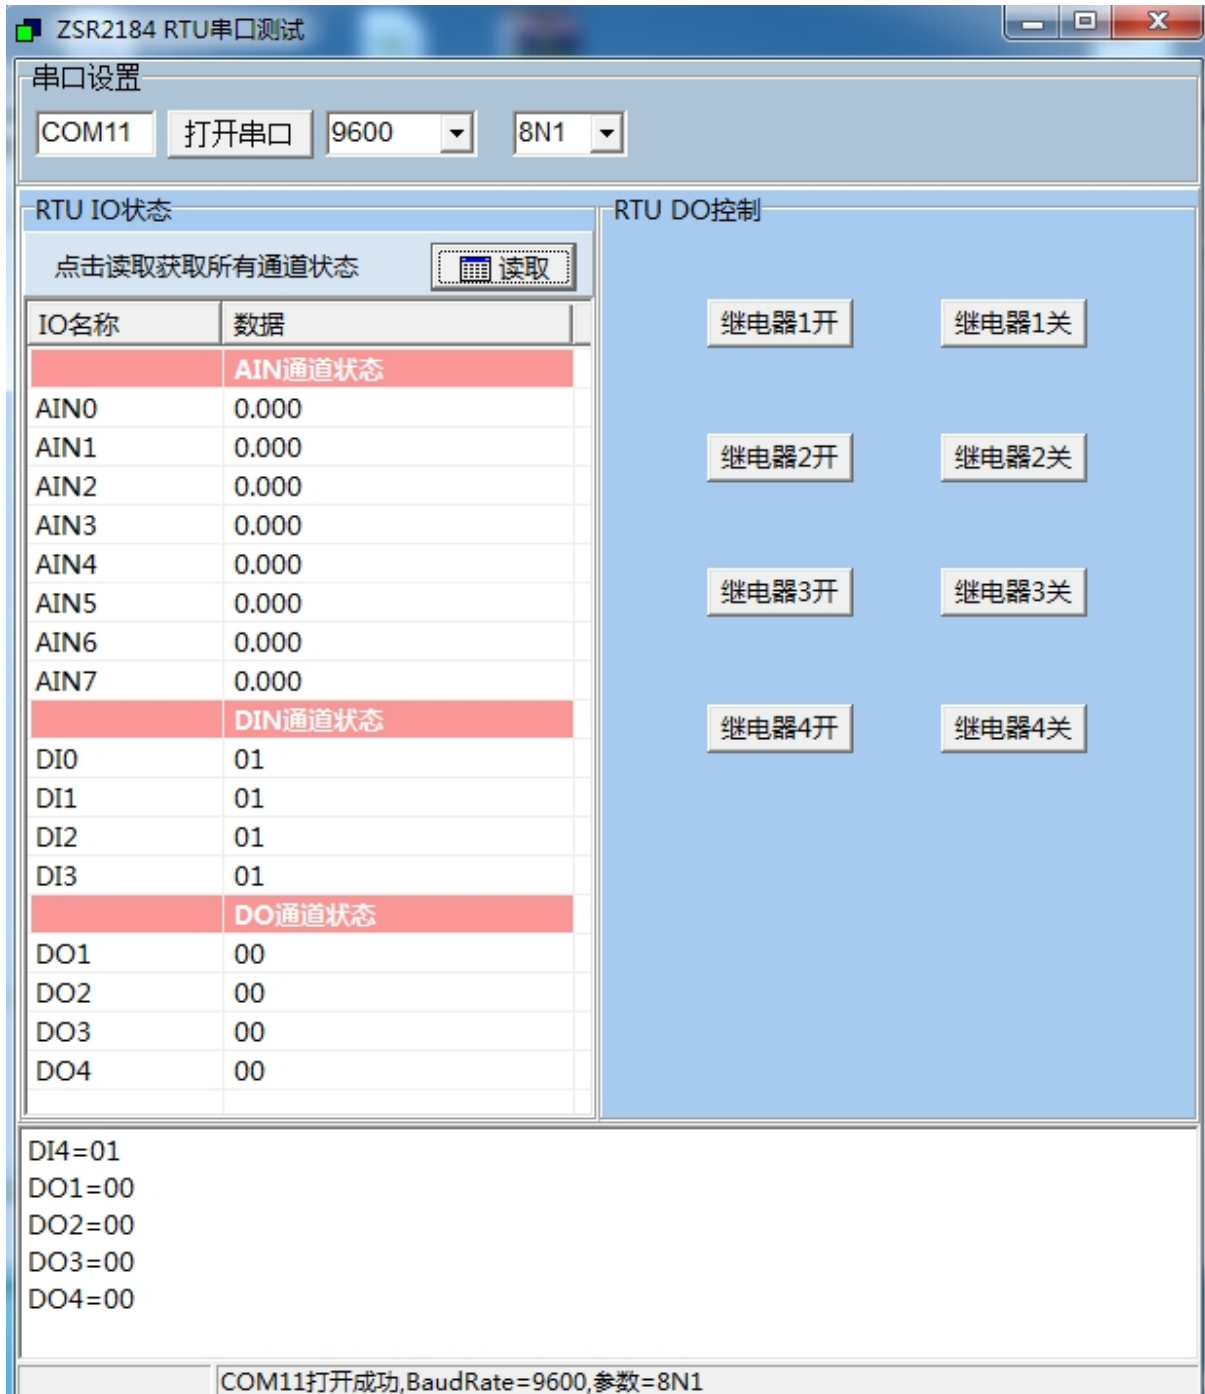 ZSR2184 RTU串口测试
串口设置
COM11 打开串口 9600 8N1
RTU IO状态
点击读取获取所有通道状态 读取
IO名称 数据
AIN通道状态
AIN0 0.000
AIN1 0.000
AIN2 0.000
AIN3 0.000
AIN4 0.000
AIN5 0.000
AIN6 0.000
AIN7 0.000
DIN通道状态
DI0 01
DI1 01
DI2 01
DI3 01
DO通道状态
DO1 00
DO2 00
DO3 00
DO4 00
RTU DO控制
继电器1开 继电器1关
继电器2开 继电器2关
继电器3开 继电器3关
继电器4开 继电器4关
DI4=01
DO1=00
DO2=00
DO3=00
DO4=00
COM11打开成功,BaudRate=9600,参数=8N1